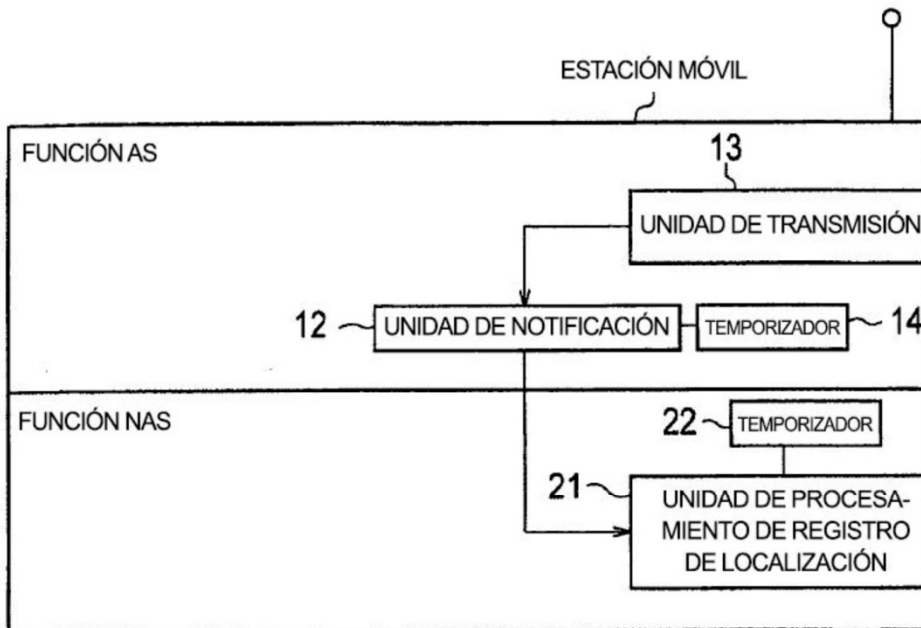 ESTACIÓN MÓVIL
FUNCIÓN AS
13
UNIDAD DE TRANSMISIÓN
12
UNIDAD DE NOTIFICACIÓN
TEMPORIZADOR
14
FUNCIÓN NAS
22
TEMPORIZADOR
21
UNIDAD DE PROCESA-
MIENTO DE REGISTRO
DE LOCALIZACIÓN